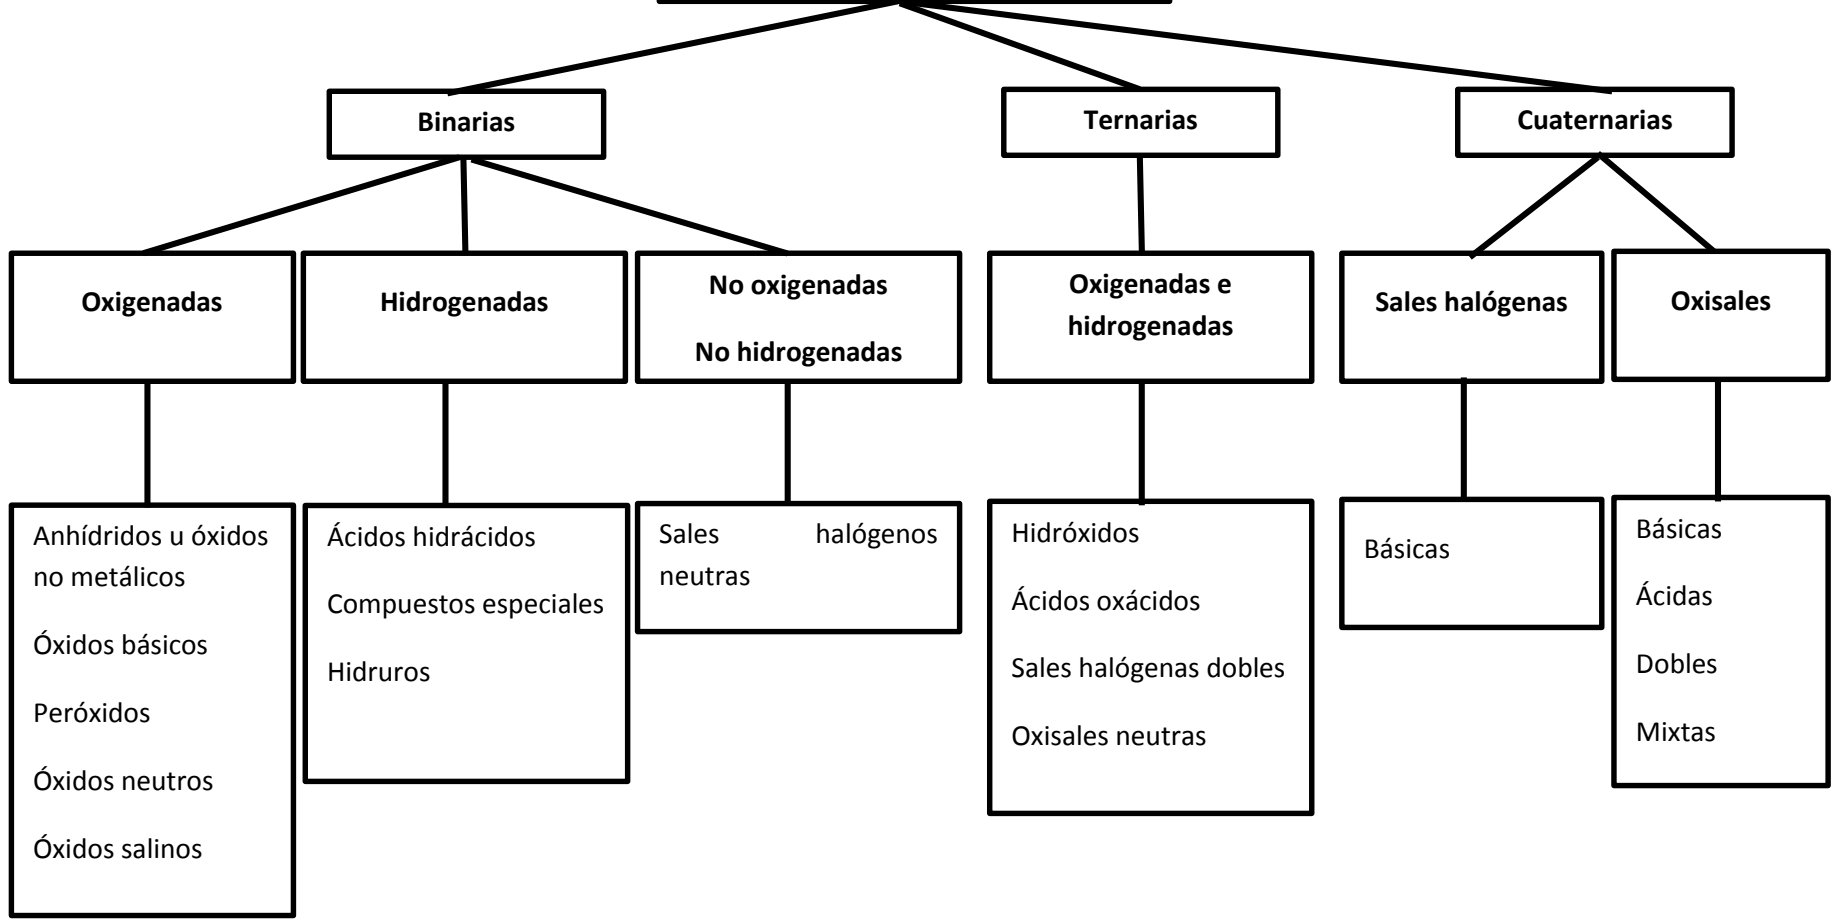 Binarias
Ternarias
Cuaternarias
Oxigenadas
Hidrogenadas
No oxigenadas
No hidrogenadas
Oxigenadas e
hidrogenadas
Sales halógenas
Oxisales
Anhídridos u óxidos
no metálicos
Óxidos básicos
Peróxidos
Óxidos neutros
Óxidos salinos
Ácidos hidrácidos
Compuestos especiales
Hidruros
Sales halógenos
neutras
Hidróxidos
Ácidos oxácidos
Sales halógenas dobles
Oxisales neutras
Básicas
Básicas
Ácidas
Dobles
Mixtas